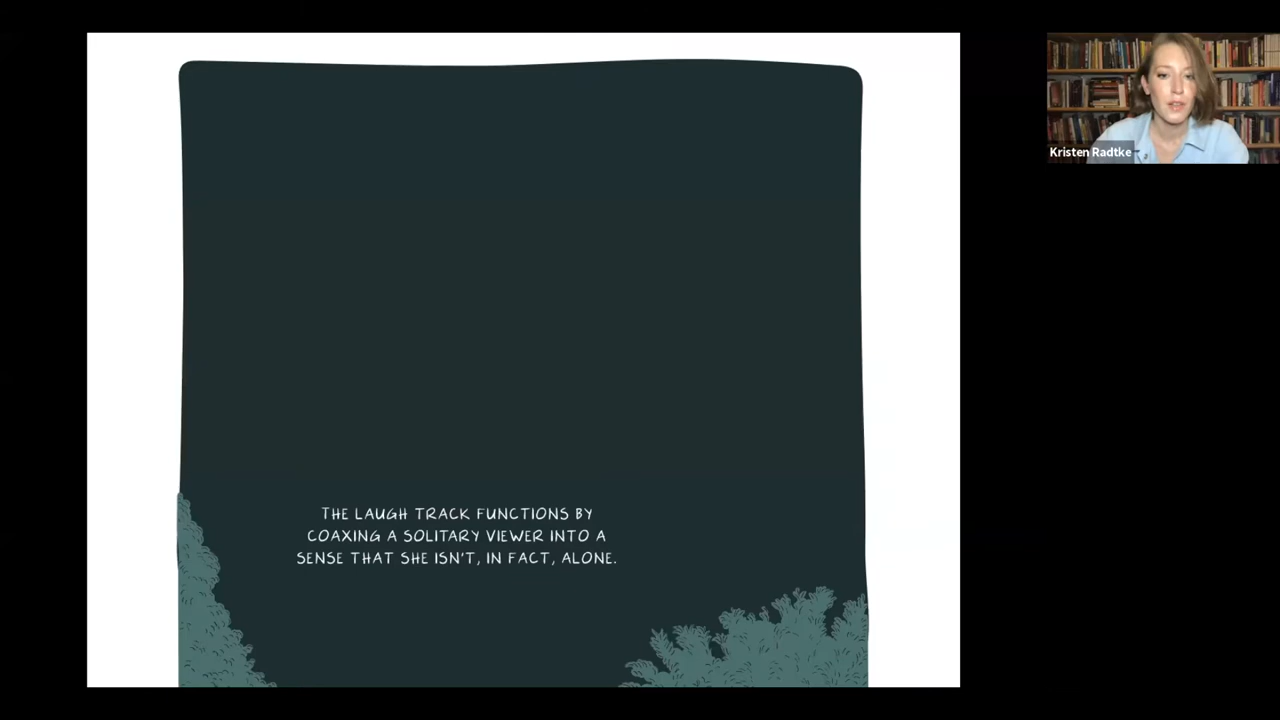 THE LAUGH TRACK FUNCTIONS BY
COAXING A SOLITARY VIEWER INTO A
SENSE THAT SHE ISN'T, IN FACT, ALONE.
Kristen Radtke